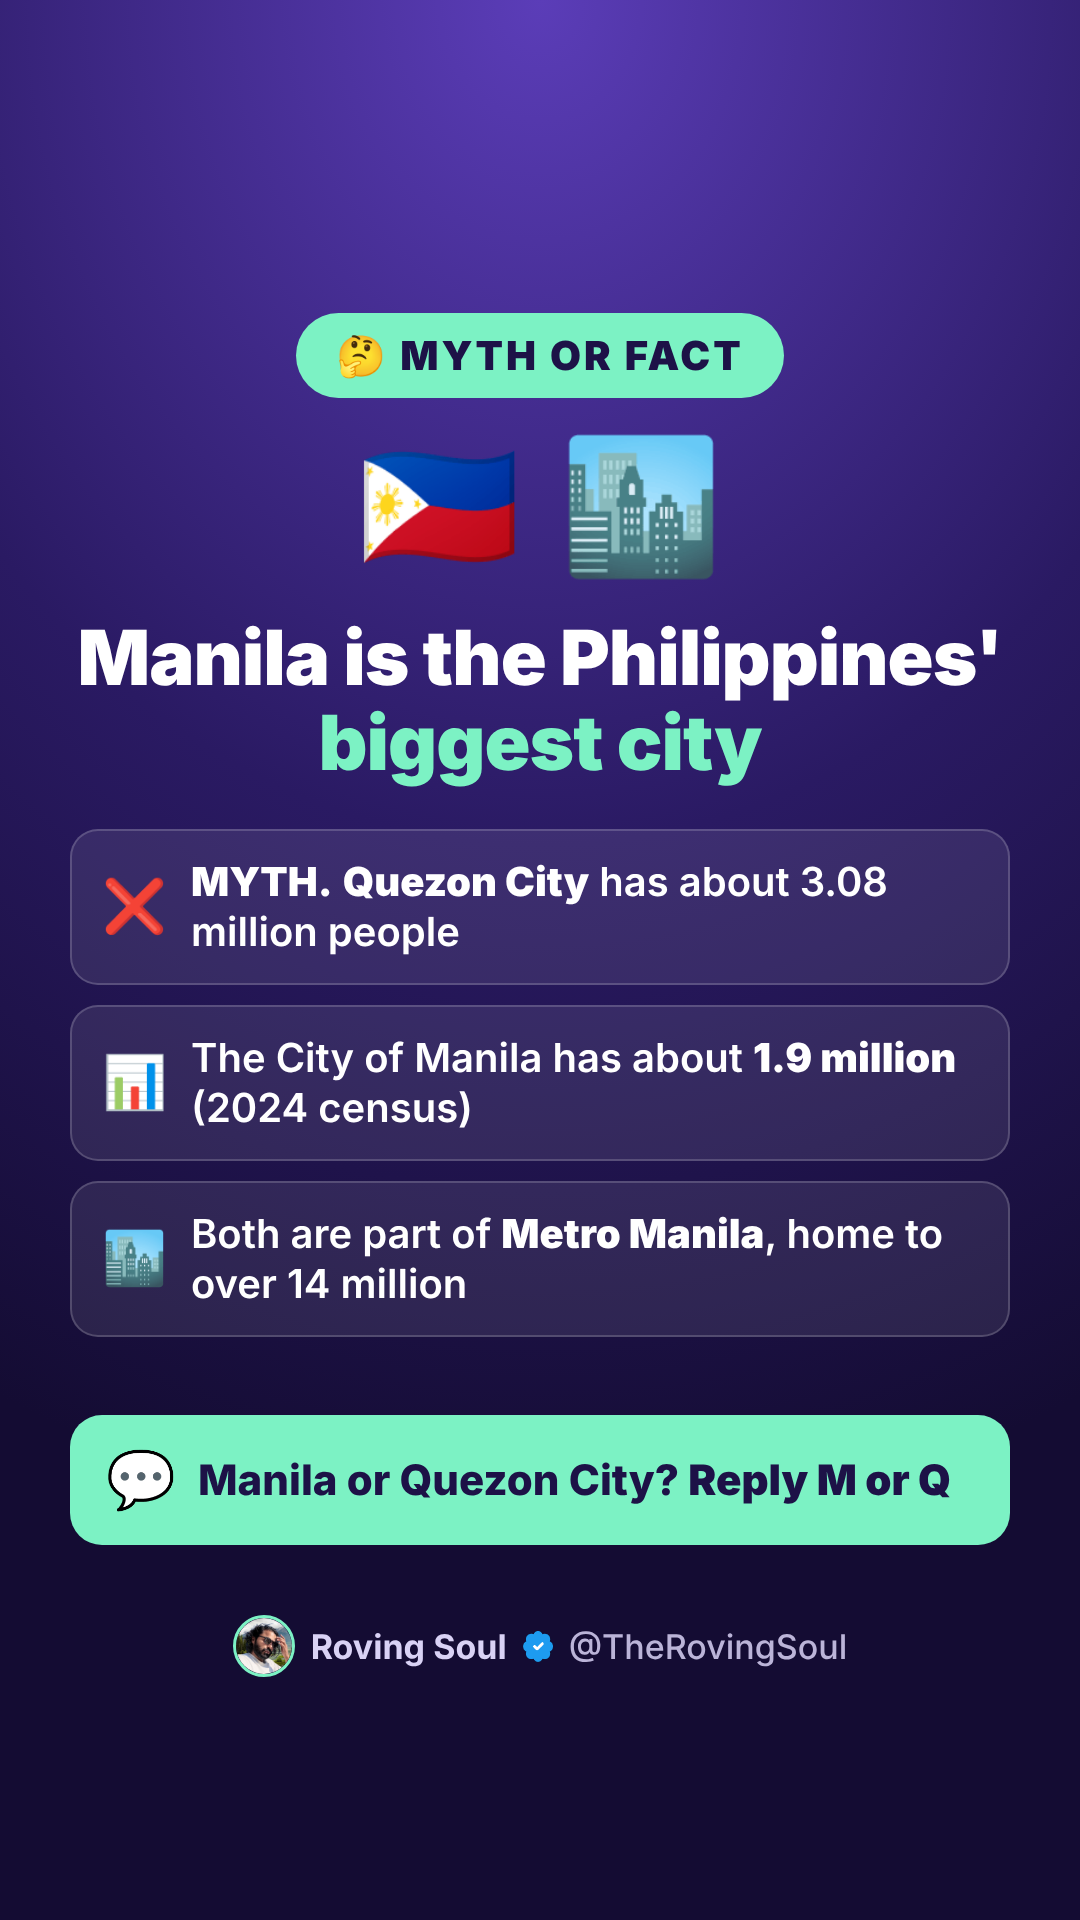 🤔 MYTH OR FACT
Manila is the Philippines'
biggest city
MYTH. Quezon City has about 3.08
million people
The City of Manila has about 1.9 million
(2024 census)
Both are part of Metro Manila, home to
over 14 million
Manila or Quezon City? Reply M or Q
Roving Soul @TheRovingSoul